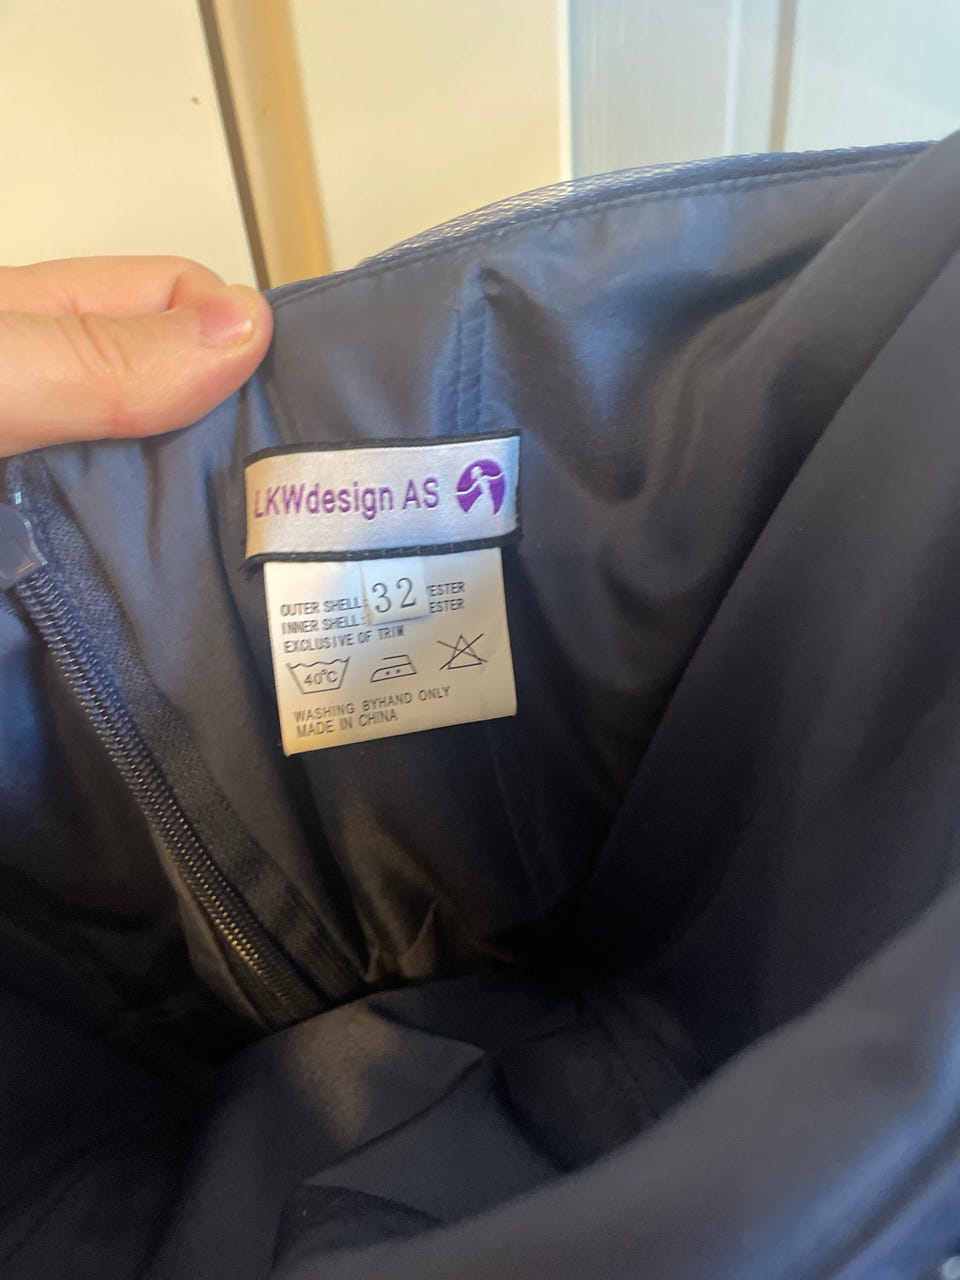 LKWdesign AS
32
OUTER SHELL: ESTER
INNER SHELL: ESTER
EXCLUSIVE OF TRIM
40°C
WASHING BYHAND ONLY
MADE IN CHINA